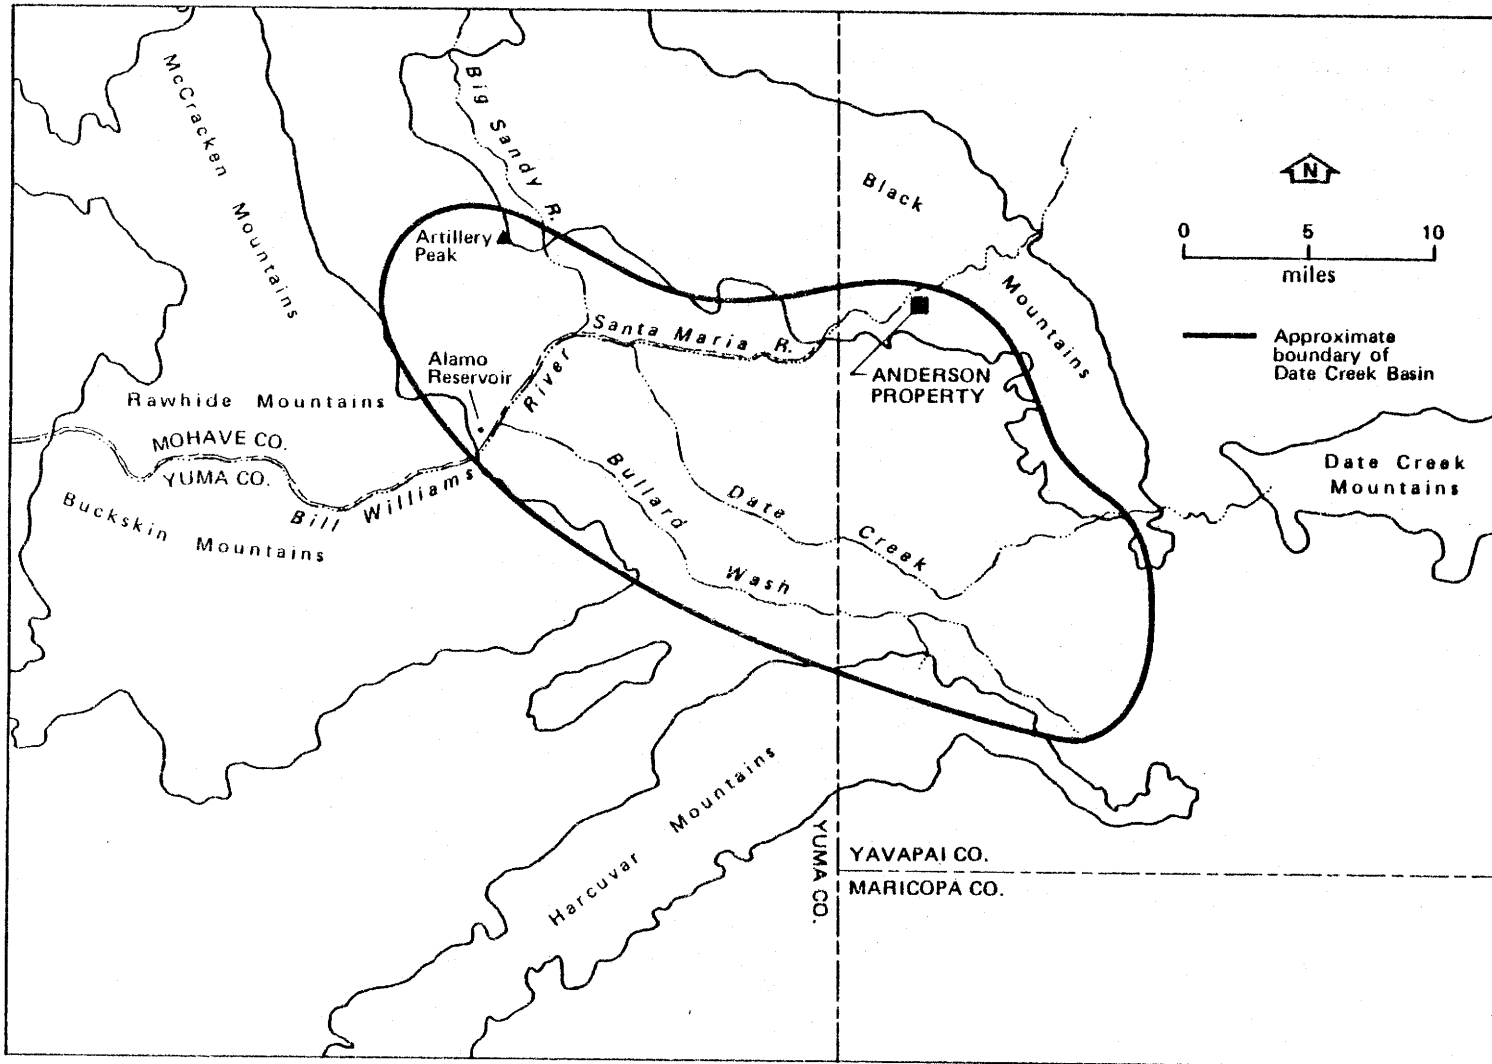 McCracken Mountains
Big Sandy R.
Black
Mountains
N
0 5 10
miles
Approximate
boundary of
Date Creek Basin
Artillery
Peak
Santa Maria R.
Alamo
Reservoir
River
ANDERSON
PROPERTY
Rawhide Mountains
MOHAVE CO.
YUMA CO.
Bill Williams
Buckskin Mountains
Bullard
Wash
Date
Creek
Date Creek
Mountains
Harcuvar Mountains
YUMA CO.
YAVAPAI CO.
MARICOPA CO.